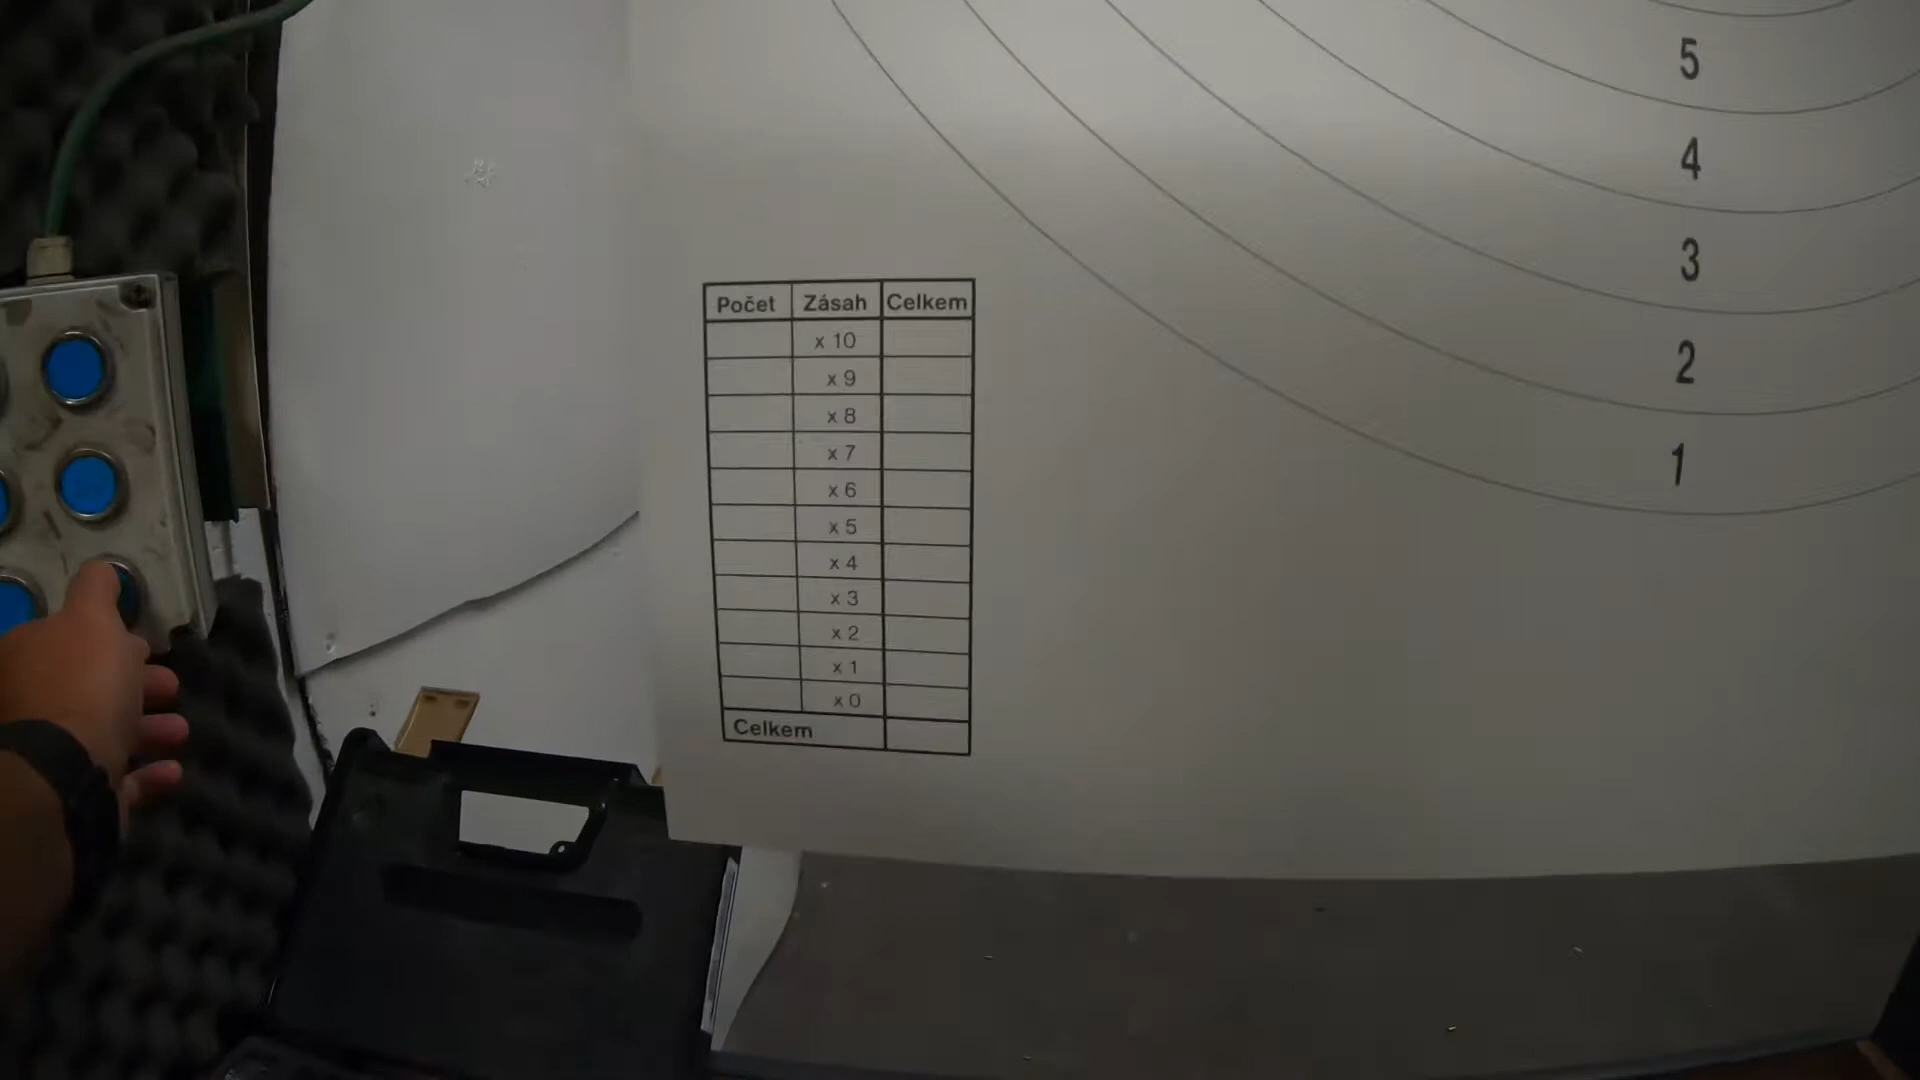 5
4
3
2
1
Počet Zásah Celkem
x 10
x 9
x 8
x 7
x 6
x 5
x 4
x 3
x 2
x 1
x 0
Celkem